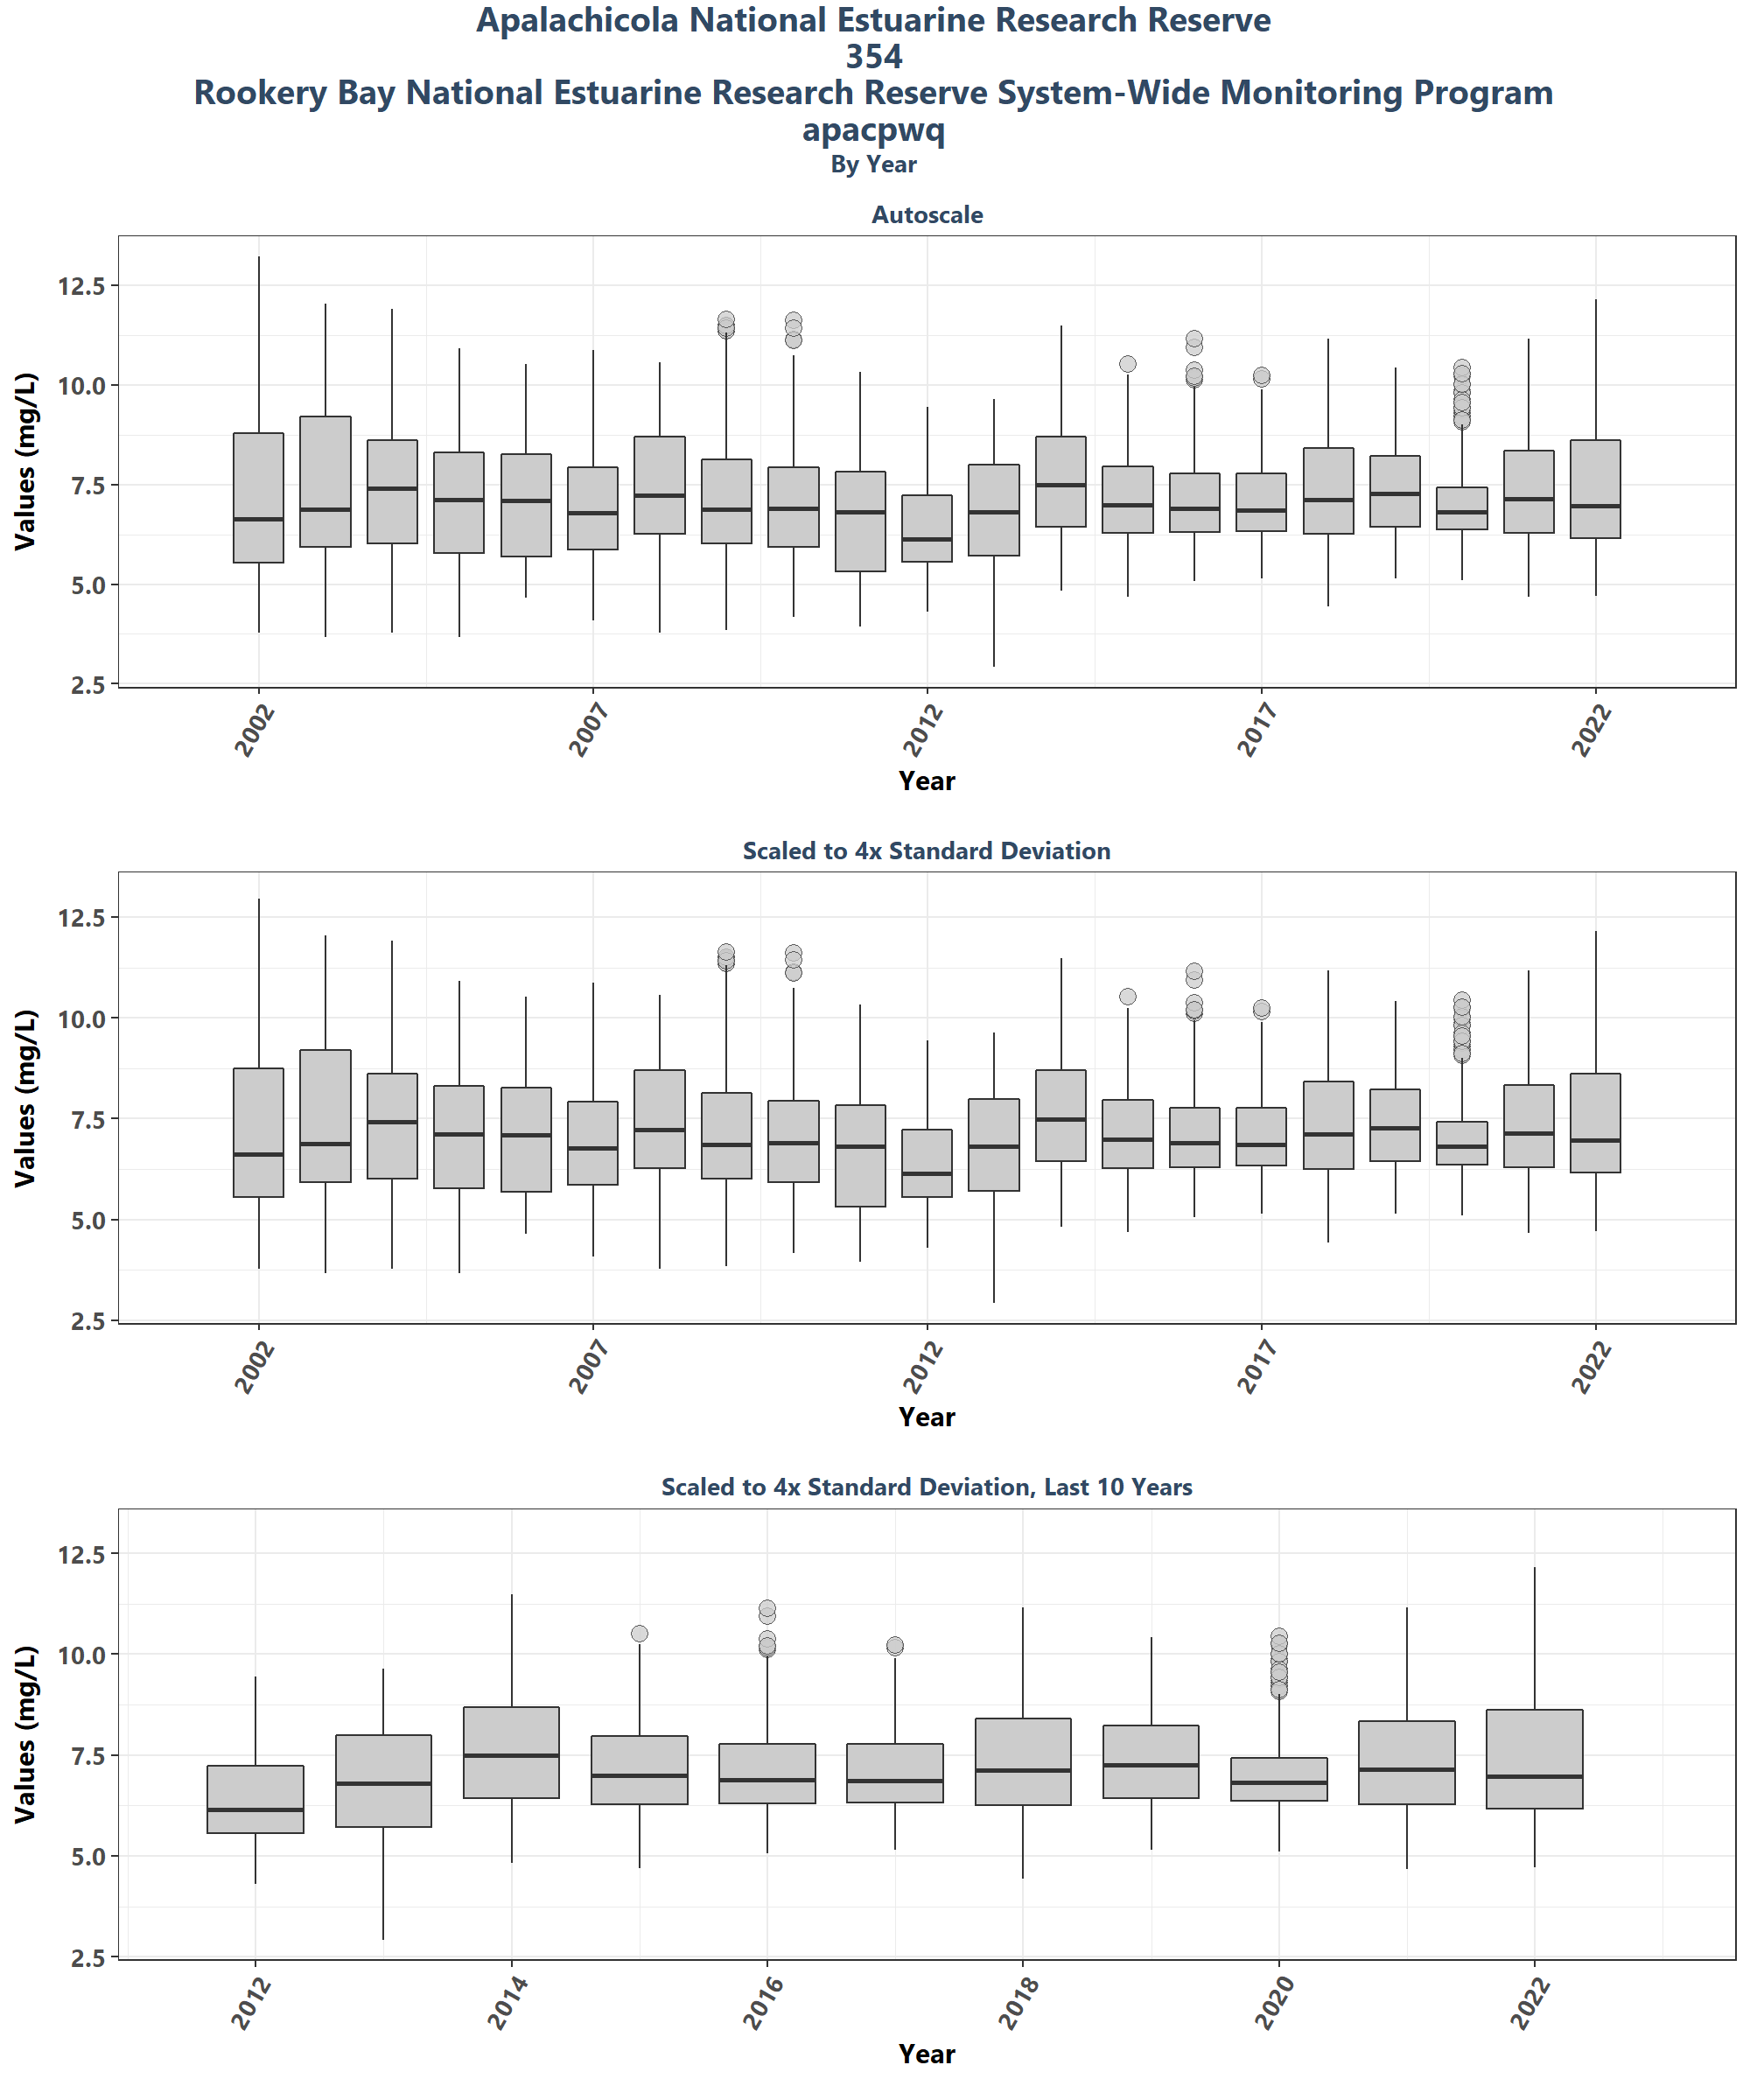 Apalachicola National Estuarine Research Reserve
354
Rookery Bay National Estuarine Research Reserve System-Wide Monitoring Program
apacpwq
By Year
Autoscale
Values (mg/L)
12.5
10.0
7.5
5.0
2.5
2002 2007 2012 2017 2022
Year
Scaled to 4x Standard Deviation
Values (mg/L)
12.5
10.0
7.5
5.0
2.5
2002 2007 2012 2017 2022
Year
Scaled to 4x Standard Deviation, Last 10 Years
Values (mg/L)
12.5
10.0
7.5
5.0
2.5
2012 2014 2016 2018 2020 2022
Year